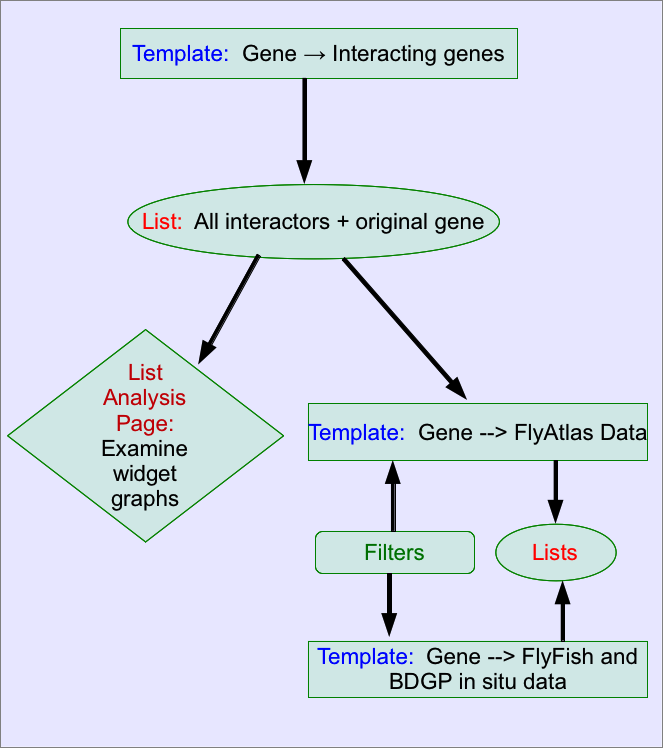 Template: Gene → Interacting genes
List: All interactors + original gene
List
Analysis
Page:
Examine
widget
graphs
Template: Gene --> FlyAtlas Data
Filters
Lists
Template: Gene --> FlyFish and
BDGP in situ data